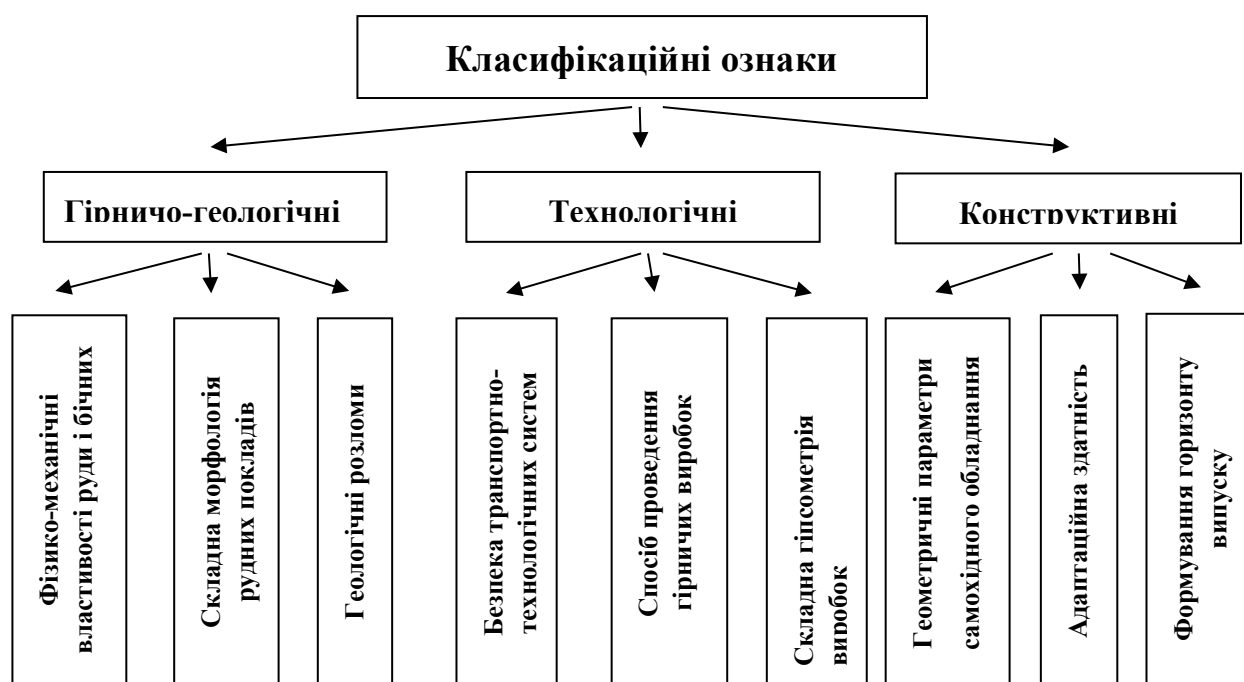 Класифікаційні ознаки
Гірничо-геологічні
Технологічні
Конструктивні
Фізико-механічні
властивості руди і бічних
Складна морфологія
рудних покладів
Геологічні розломи
Безпека транспортно-
технологічних систем
Спосіб проведення
гірничих виробок
Складна гіпсометрія
виробок
Геометричні параметри
самохідного обладнання
Адаптаційна здатність
Формування горизонту
випуску